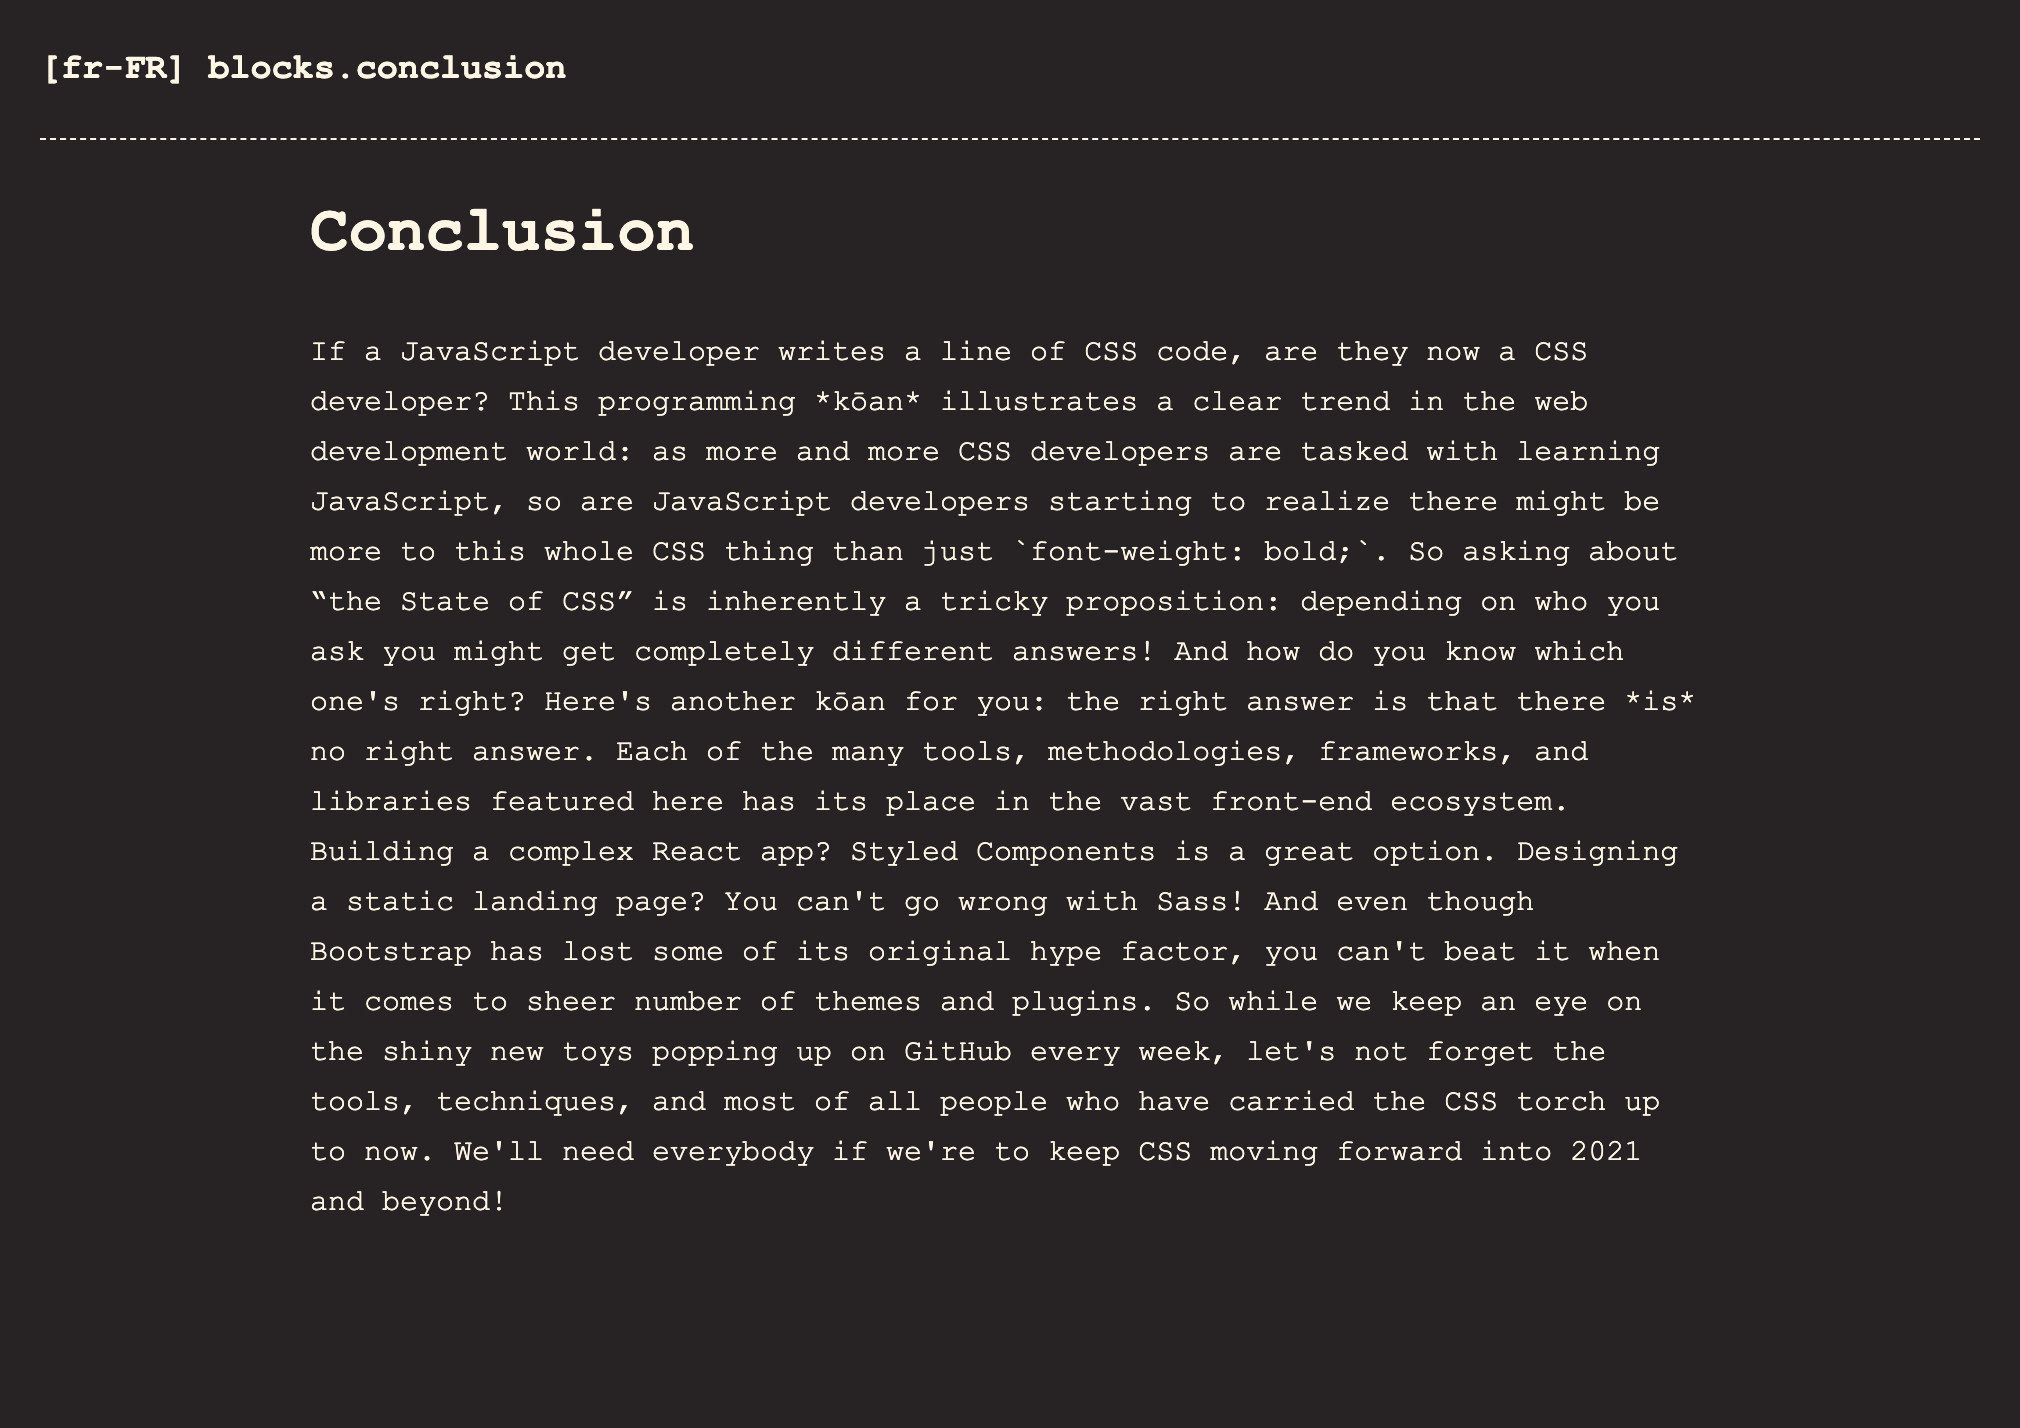 [fr-FR] blocks.conclusion
Conclusion
If a JavaScript developer writes a line of CSS code, are they now a CSS
developer? This programming *kōan* illustrates a clear trend in the web
development world: as more and more CSS developers are tasked with learning
JavaScript, so are JavaScript developers starting to realize there might be
more to this whole CSS thing than just `font-weight: bold;`. So asking about
“the State of CSS” is inherently a tricky proposition: depending on who you
ask you might get completely different answers! And how do you know which
one's right? Here's another kōan for you: the right answer is that there *is*
no right answer. Each of the many tools, methodologies, frameworks, and
libraries featured here has its place in the vast front-end ecosystem.
Building a complex React app? Styled Components is a great option. Designing
a static landing page? You can't go wrong with Sass! And even though
Bootstrap has lost some of its original hype factor, you can't beat it when
it comes to sheer number of themes and plugins. So while we keep an eye on
the shiny new toys popping up on GitHub every week, let's not forget the
tools, techniques, and most of all people who have carried the CSS torch up
to now. We'll need everybody if we're to keep CSS moving forward into 2021
and beyond!